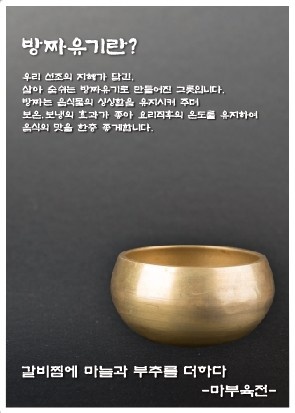 방짜유기란?
우리 선조의 지혜가 담긴,
살아 숨쉬는 방짜유기로 만들어진 그릇입니다.
방짜는 음식물의 싱싱함을 유지시켜 주며
보온.보냉의 효과가 좋아 요리직후의 온도를 유지하여
음식의 맛을 한층 좋게합니다.
갈비찜에 마늘과 부추를 더하다
-마부육전-